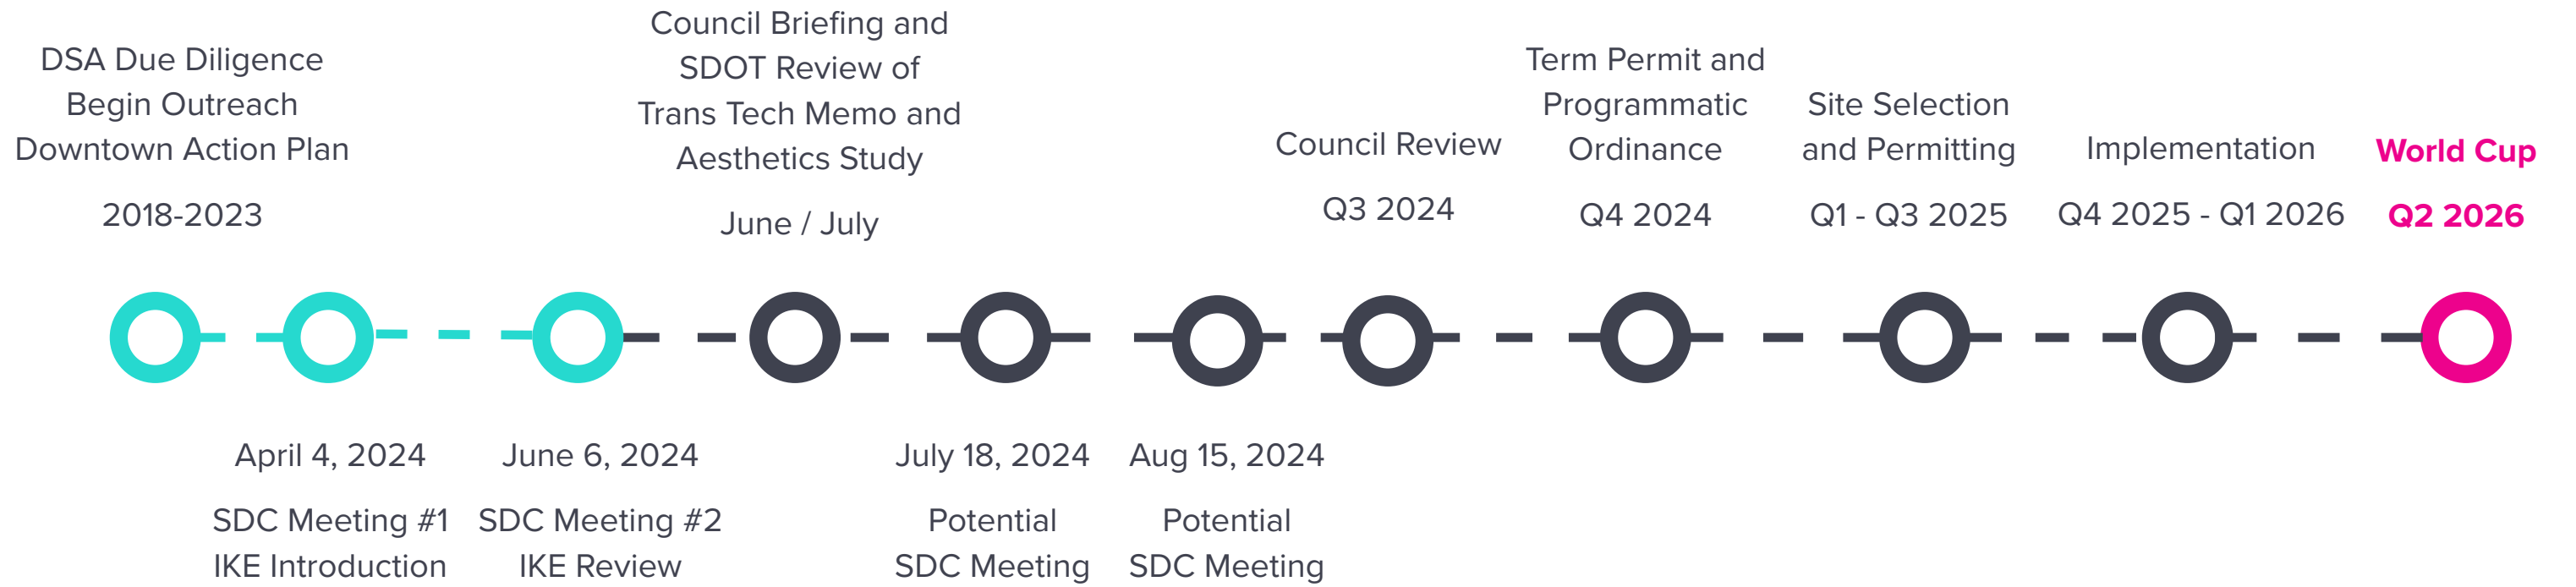 DSA Due Diligence
Begin Outreach
Downtown Action Plan
2018-2023
April 4, 2024
SDC Meeting #1
IKE Introduction
June 6, 2024
SDC Meeting #2
IKE Review
Council Briefing and
SDOT Review of
Trans Tech Memo and
Aesthetics Study
June / July
July 18, 2024
Potential
SDC Meeting
Aug 15, 2024
Potential
SDC Meeting
Council Review
Q3 2024
Term Permit and
Programmatic
Ordinance
Q4 2024
Site Selection
and Permitting
Q1 - Q3 2025
Implementation
Q4 2025 - Q1 2026
World Cup
Q2 2026